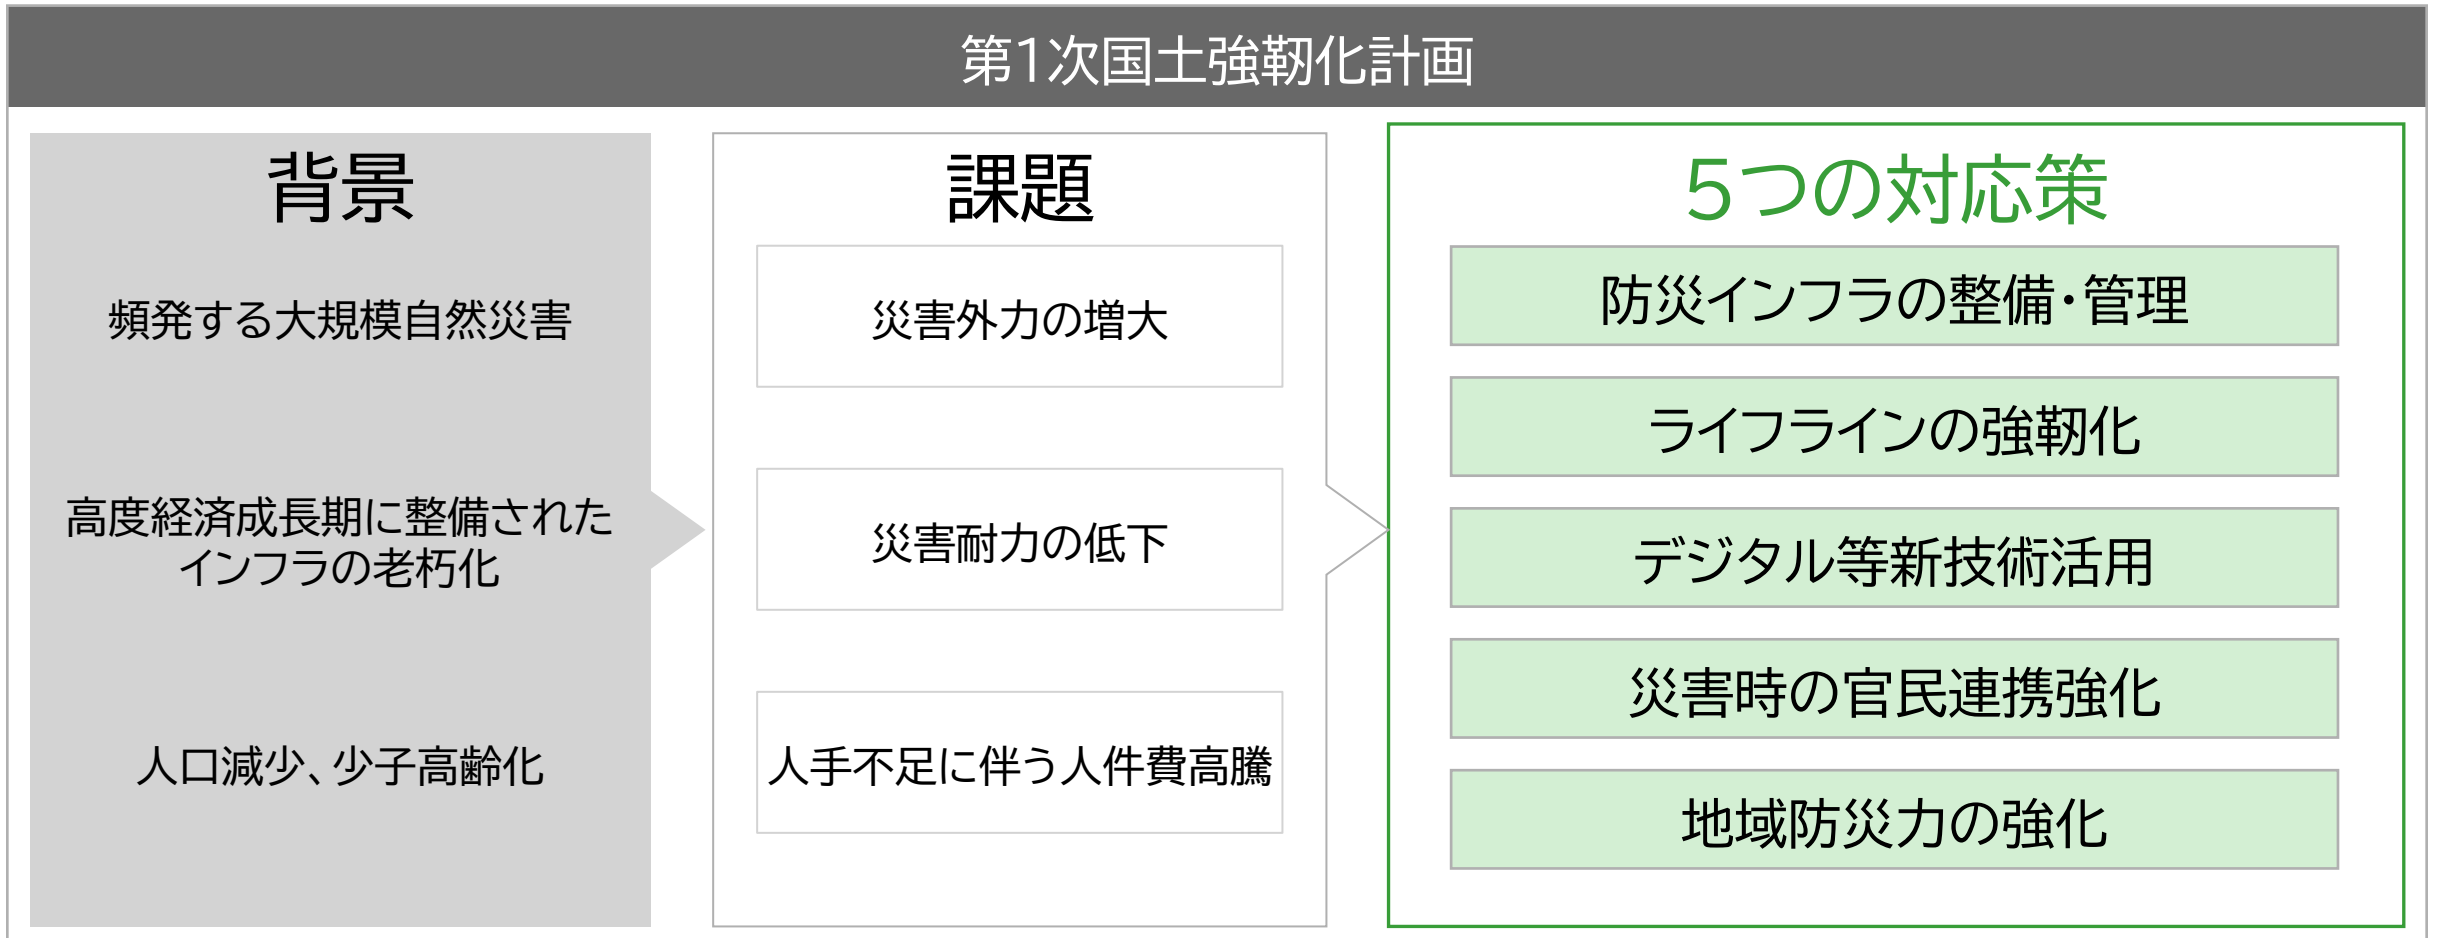 第1次国土強靭化計画
背景
頻発する大規模自然災害
高度経済成長期に整備された
インフラの老朽化
人口減少、少子高齢化
課題
災害外力の増大
災害耐力の低下
人手不足に伴う人件費高騰
5つの対応策
防災インフラの整備・管理
ライフラインの強靭化
デジタル等新技術活用
災害時の官民連携強化
地域防災力の強化